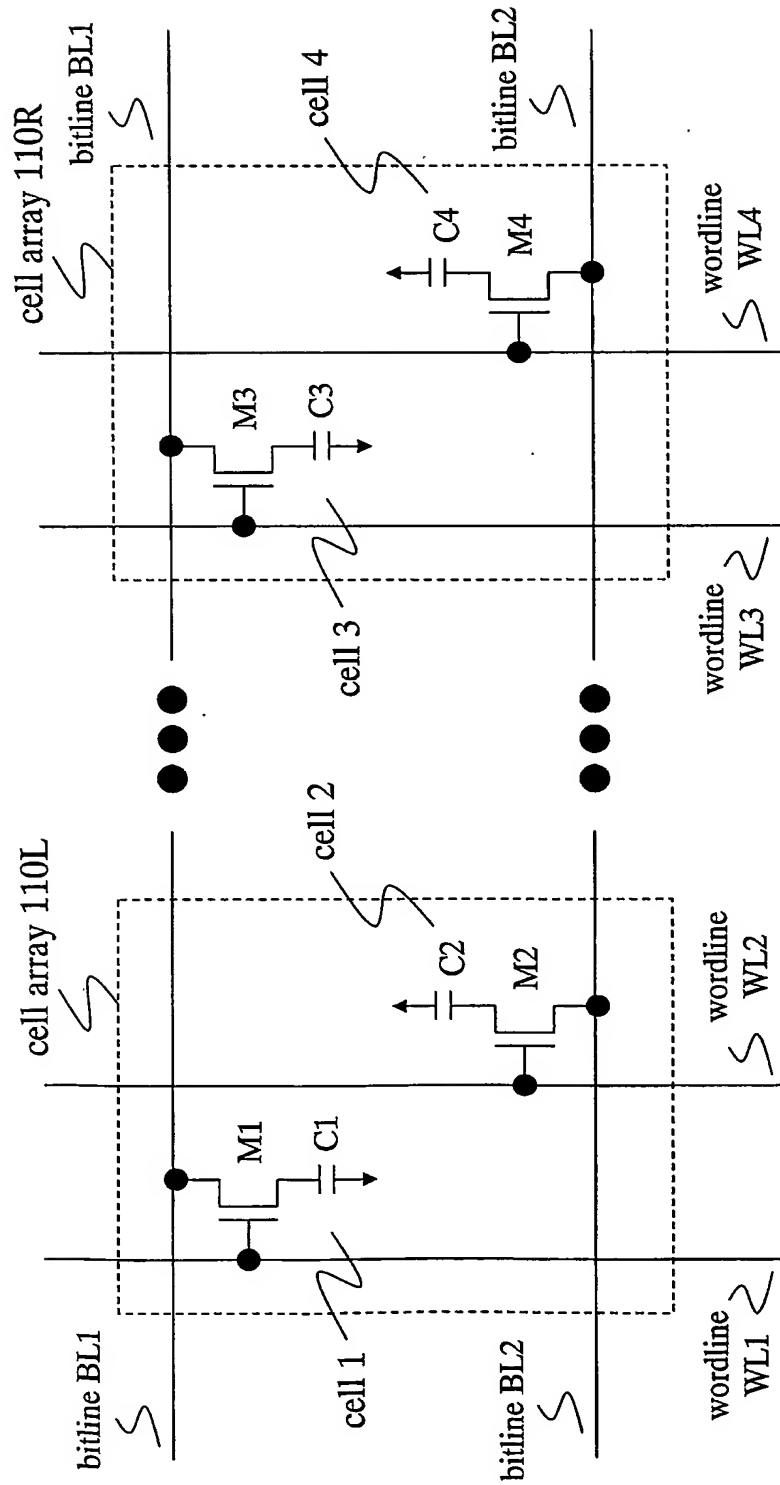 cell array 110L
bitline BL1
M1
C1
cell 1
cell 2
C2
M2
bitline BL2
wordline
WL1
wordline
WL2
cell array 110R
bitline BL1
M3
C3
cell 3
cell 4
C4
M4
bitline BL2
wordline
WL3
wordline
WL4